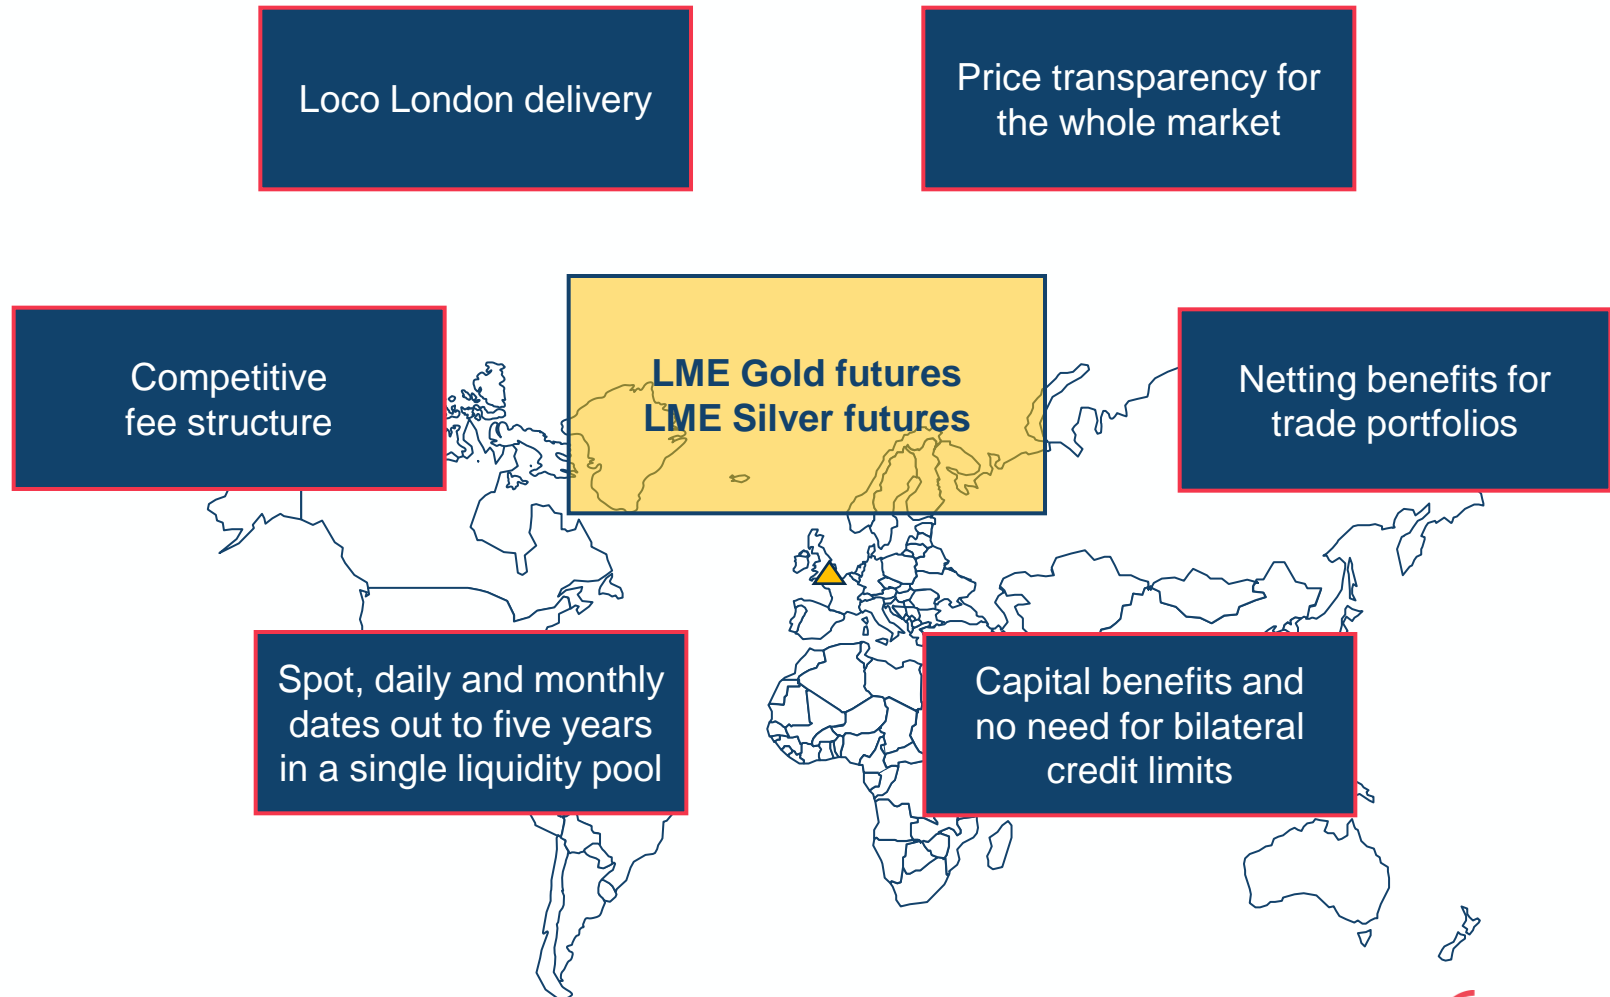 Loco London delivery
Price transparency for
the whole market
LME Gold futures
LME Silver futures
Competitive
fee structure
Netting benefits for
trade portfolios
Spot, daily and monthly
dates out to five years
in a single liquidity pool
Capital benefits and
no need for bilateral
credit limits